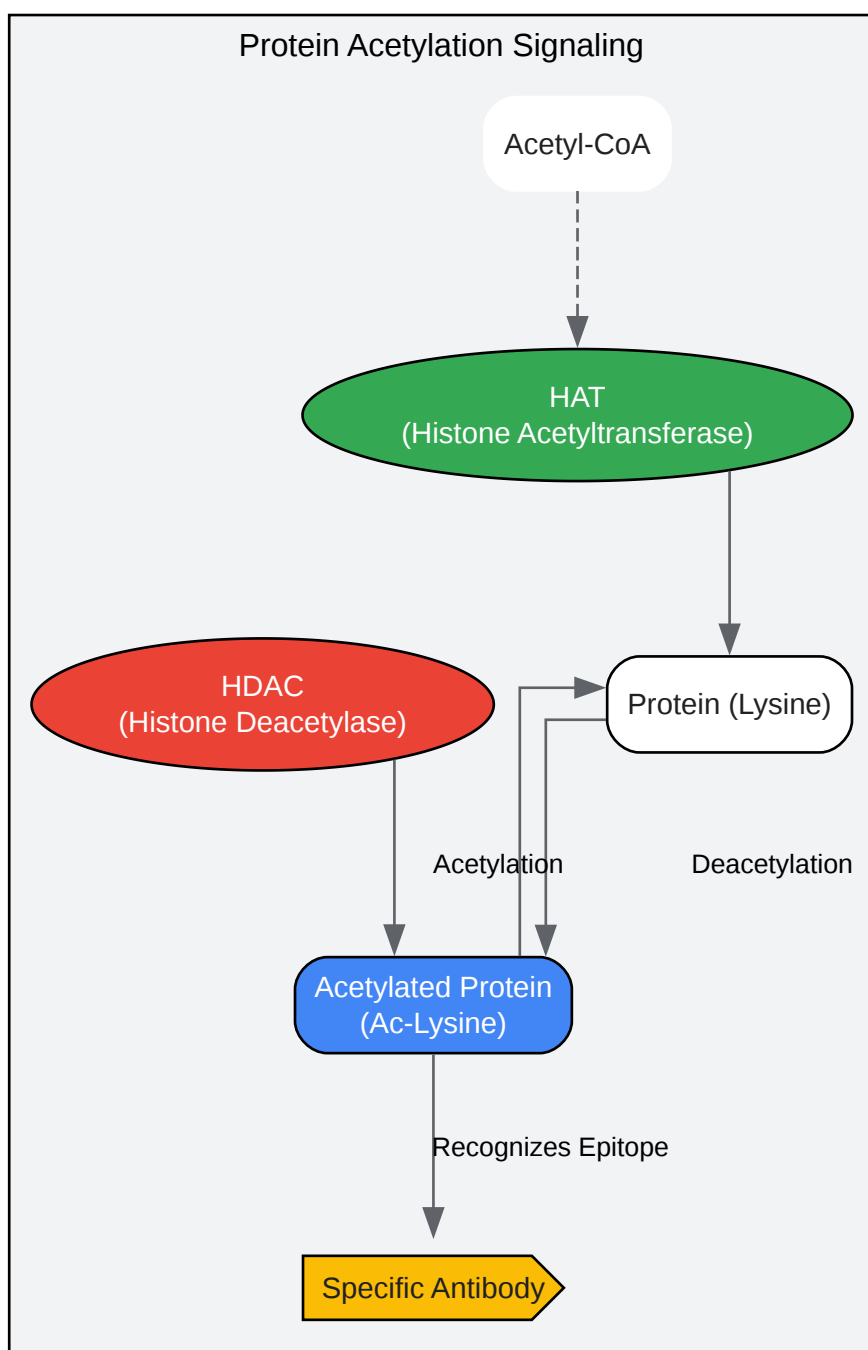 Protein Acetylation Signaling
Acetyl-CoA
HAT
(Histone Acetyltransferase)
HDAC
(Histone Deacetylase)
Protein (Lysine)
Acetylation
Deacetylation
Acetylated Protein
(Ac-Lysine)
Recognizes Epitope
Specific Antibody